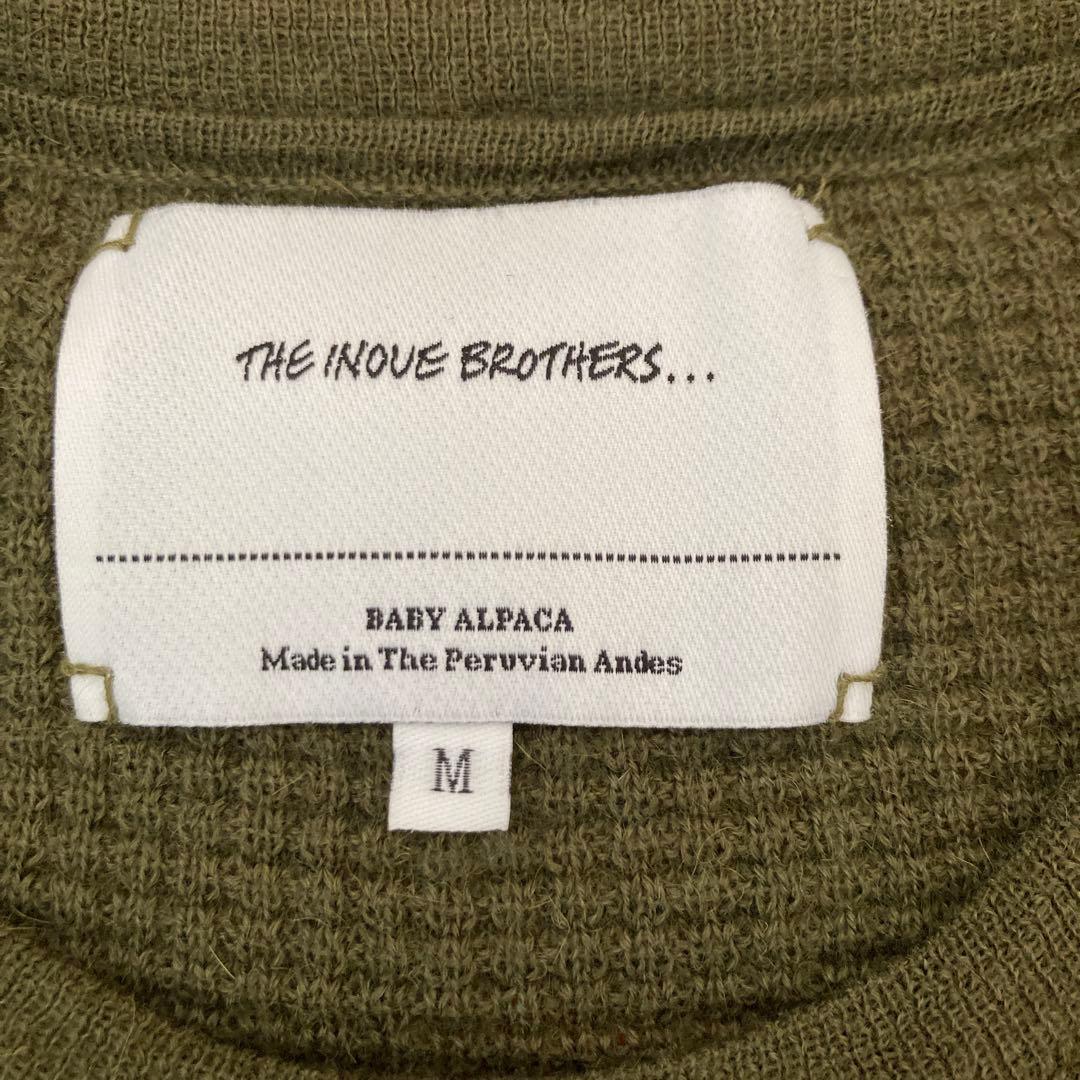 THE INOUE BROTHERS...
BABY ALPACA
Made in The Peruvian Andes
M